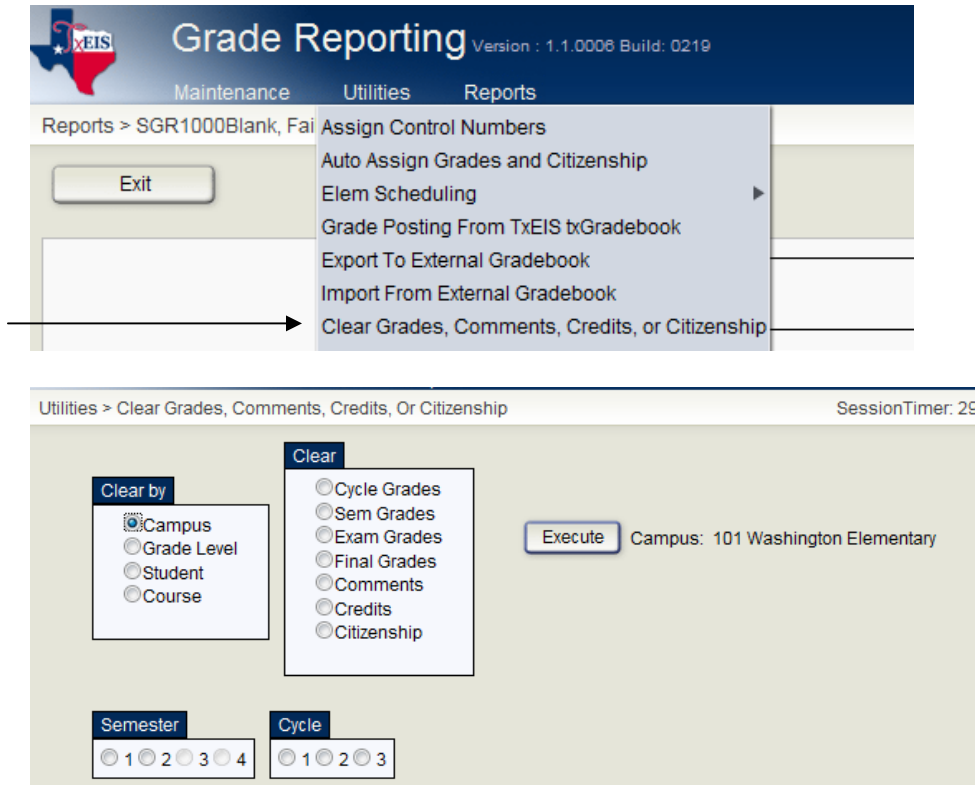 TxEIS
Grade Reporting Version : 1.1.0006 Build: 0219
Maintenance Utilities Reports
Reports > SGR1000Blank, Fai
Assign Control Numbers
Auto Assign Grades and Citizenship
Exit
Elem Scheduling
Grade Posting From TxEIS txGradebook
Export To External Gradebook
Import From External Gradebook
Clear Grades, Comments, Credits, or Citizenship
Utilities > Clear Grades, Comments, Credits, Or Citizenship SessionTimer: 29
Clear by
Campus
Grade Level
Student
Course
Clear
Cycle Grades
Sem Grades
Exam Grades
Final Grades
Comments
Credits
Citizenship
Execute Campus: 101 Washington Elementary
Semester
1 2 3 4
Cycle
1 2 3